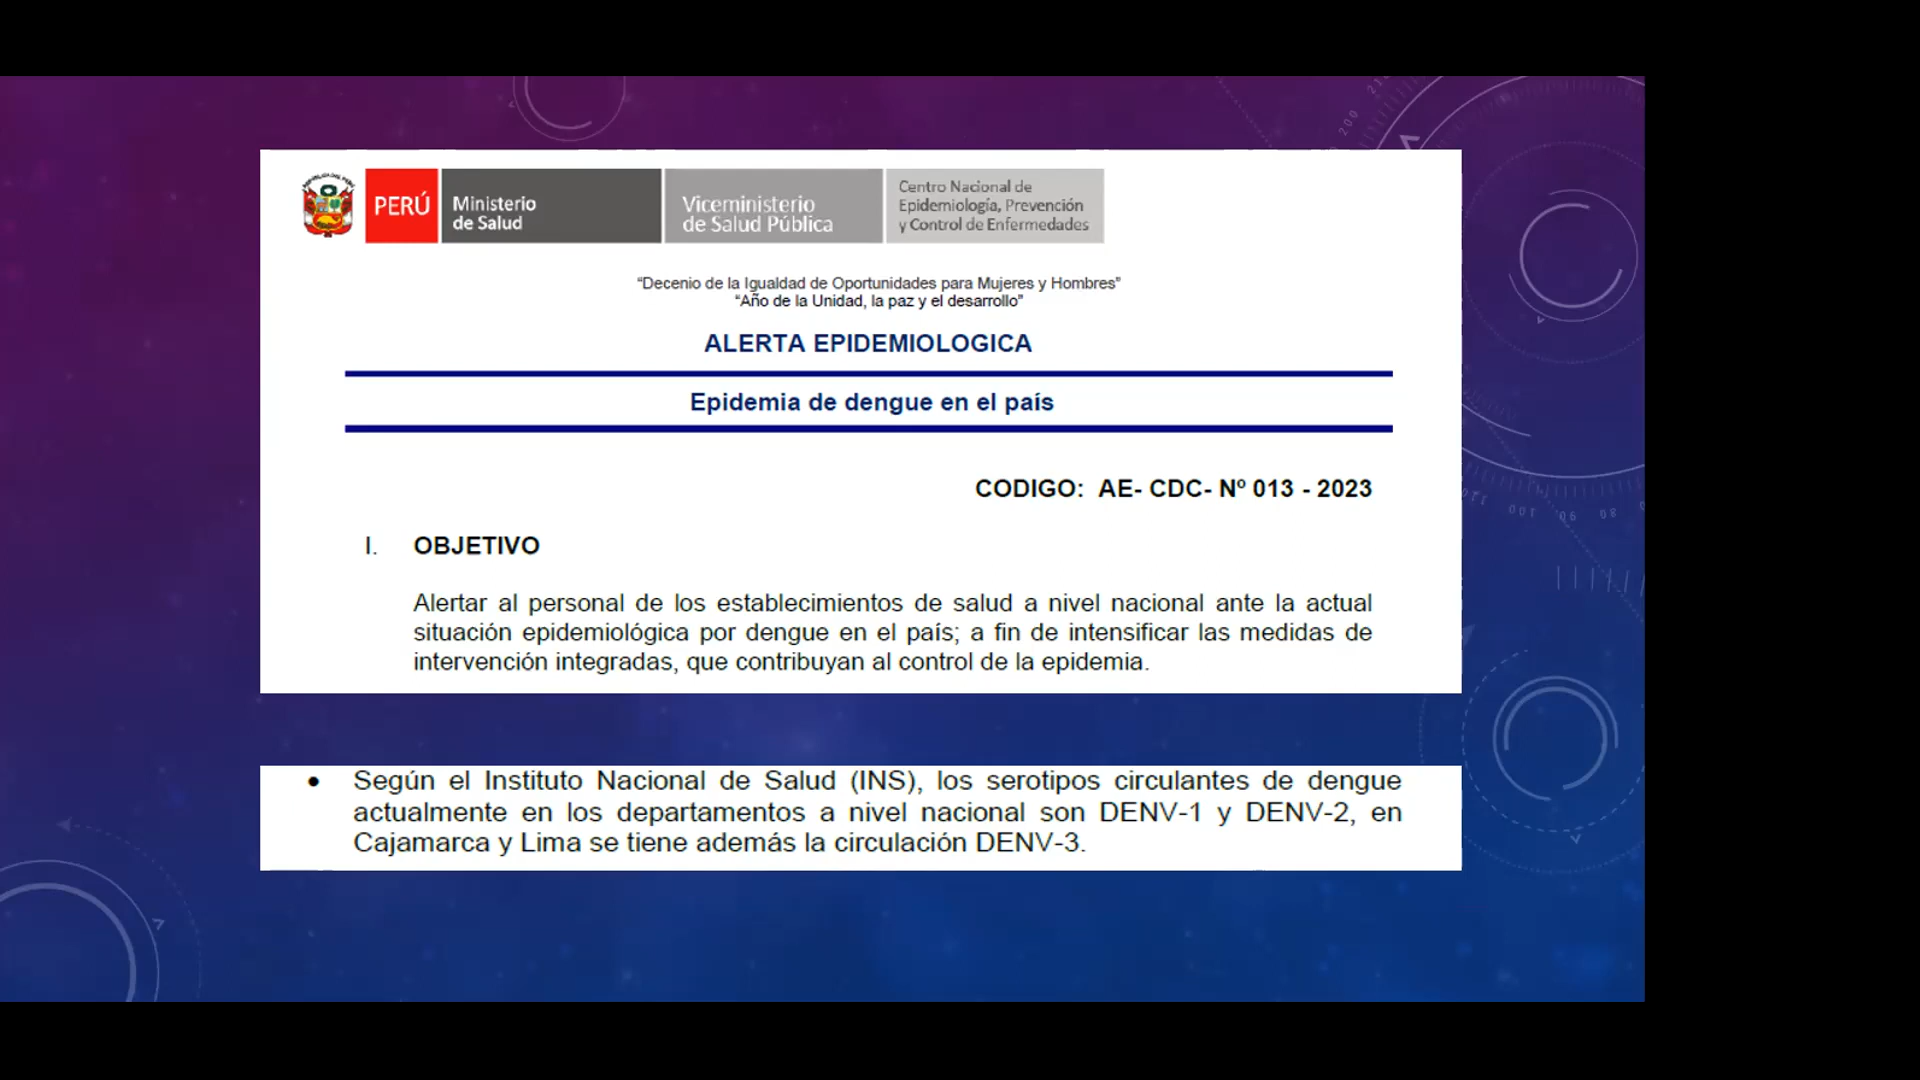 PERÚ
Ministerio
de Salud
Viceministerio
de Salud Pública
Centro Nacional de
Epidemiología, Prevención
y Control de Enfermedades
“Decenio de la Igualdad de Oportunidades para Mujeres y Hombres”
“Año de la Unidad, la paz y el desarrollo”
ALERTA EPIDEMIOLOGICA
Epidemia de dengue en el país
CODIGO: AE- CDC- Nº 013 - 2023
I. OBJETIVO
Alertar al personal de los establecimientos de salud a nivel nacional ante la actual
situación epidemiológica por dengue en el país; a fin de intensificar las medidas de
intervención integradas, que contribuyan al control de la epidemia.
• Según el Instituto Nacional de Salud (INS), los serotipos circulantes de dengue
actualmente en los departamentos a nivel nacional son DENV-1 y DENV-2, en
Cajamarca y Lima se tiene además la circulación DENV-3.